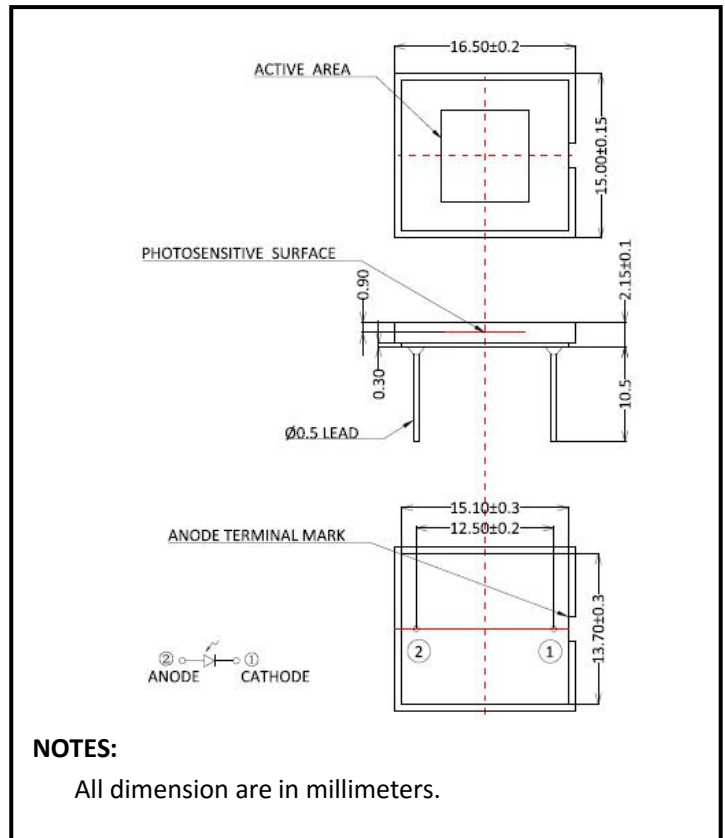 16.50±0.2
ACTIVE AREA
15.00±0.15
PHOTOSENSITIVE SURFACE
0.90
2.15±0.1
0.30
10.5
Ø0.5 LEAD
15.10±0.3
12.50±0.2
ANODE TERMINAL MARK
13.70±0.3
② ①
② ①
ANODE CATHODE
NOTES:
All dimension are in millimeters.